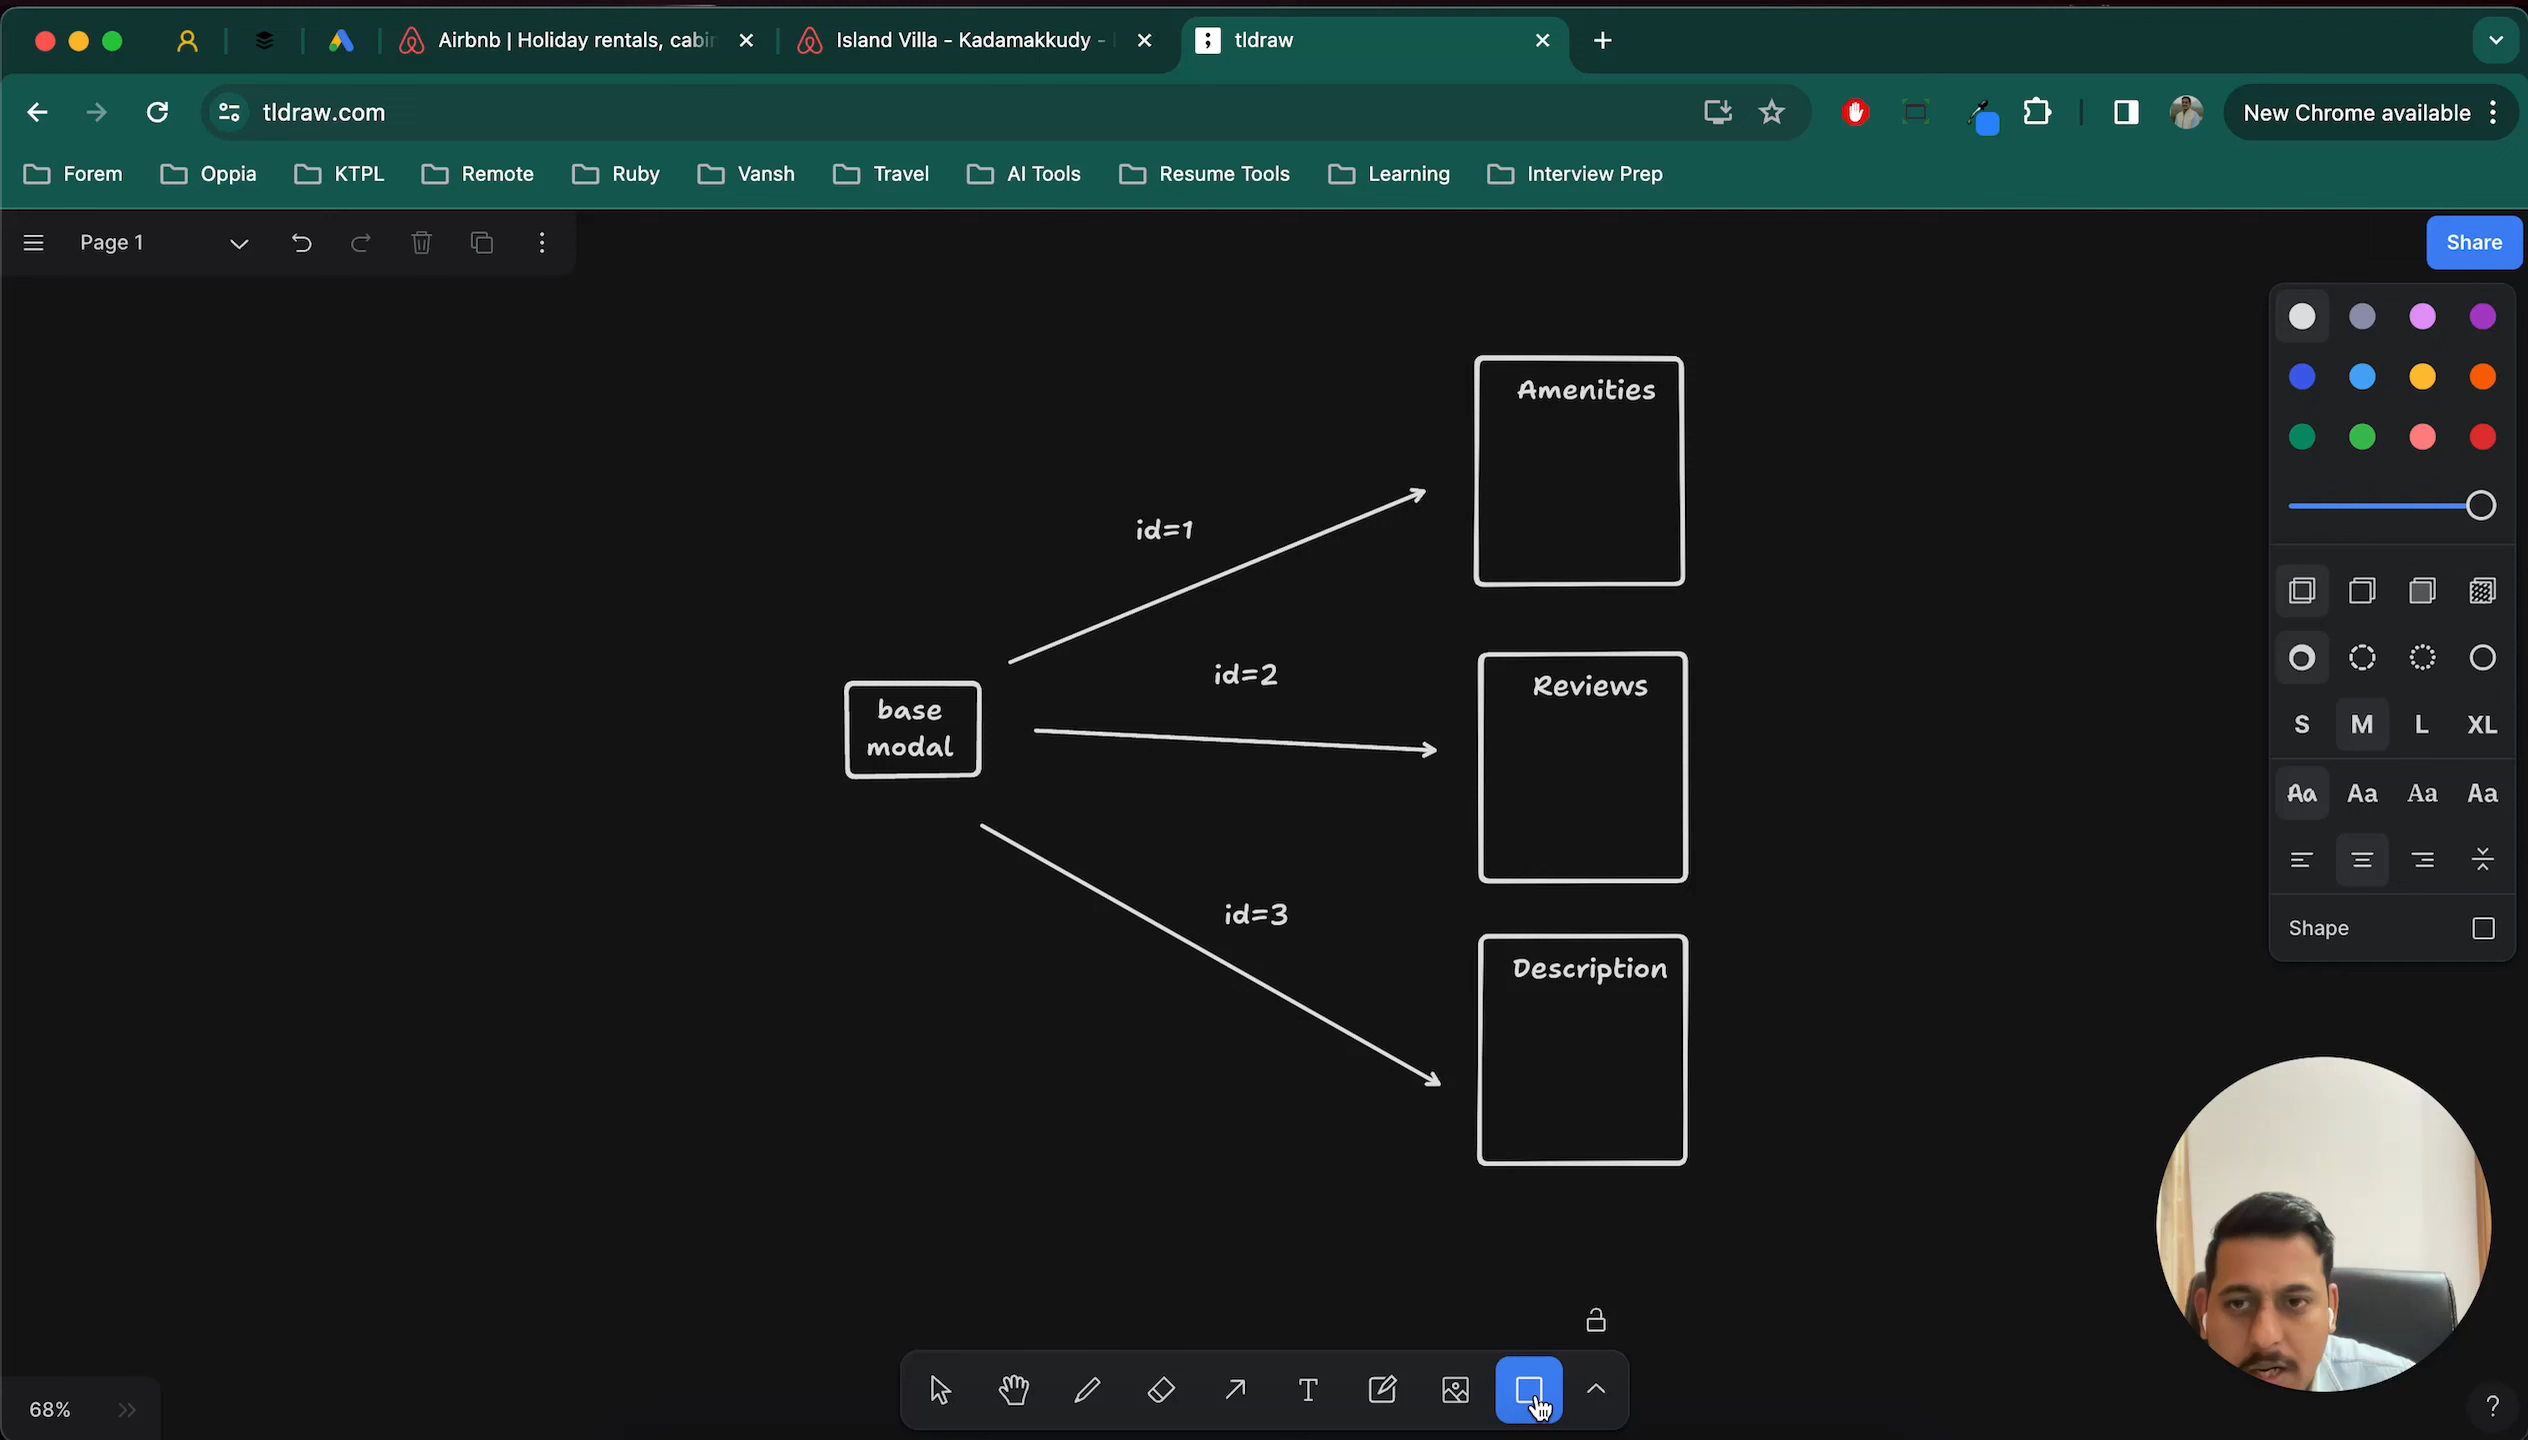 Airbnb | Holiday rentals, cabin
Island Villa - Kadamakkudy -
tldraw
tldraw.com
New Chrome available
Forem
Oppia
KTPL
Remote
Ruby
Vansh
Travel
AI Tools
Resume Tools
Learning
Interview Prep
Page 1
Share
Amenities
id=1
id=2
Reviews
base
modal
id=3
Description
S M L XL
Aa Aa Aa Aa
Shape
T
68%
?